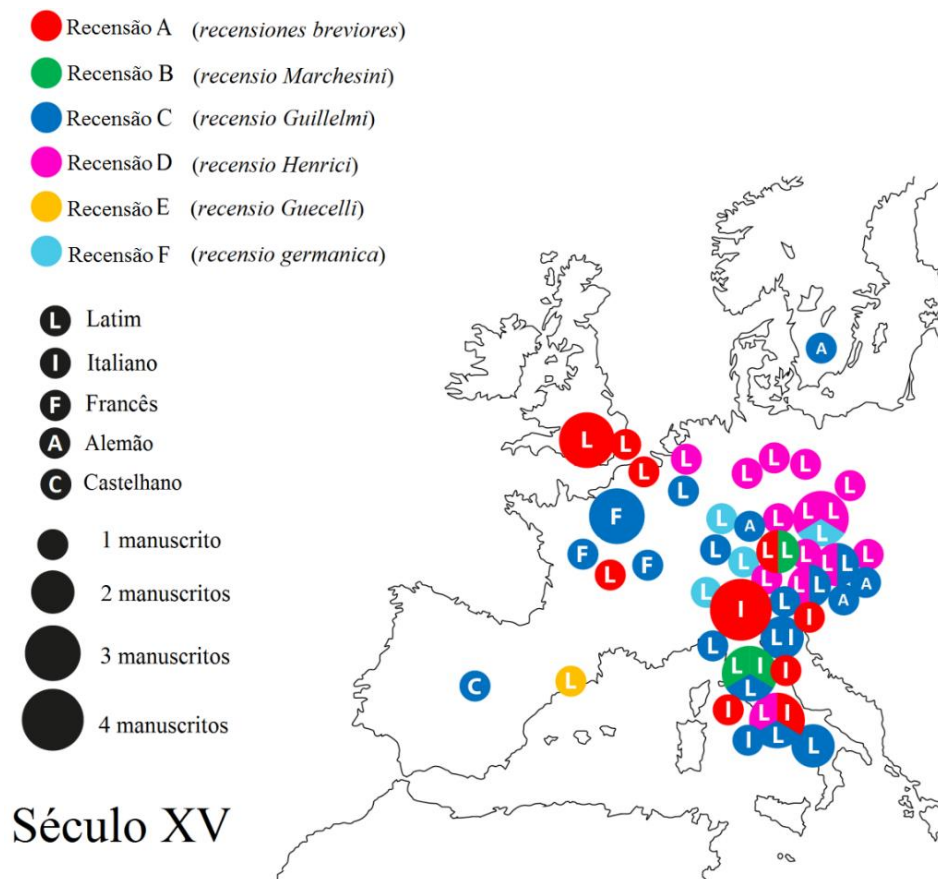 Recensão A (recensiones breviores)
Recensão B (recensio Marchesini)
Recensão C (recensio Guillelmi)
Recensão D (recensio Henrici)
Recensão E (recensio Guecelli)
Recensão F (recensio germanica)
L Latim
I Italiano
F Francês
A Alemão
C Castelhano
1 manuscrito
2 manuscritos
3 manuscritos
4 manuscritos
Século XV
A
L L
L
L
L
L
L
L
L
F
L
A
L
L L
L
F
F
L
L
L
L L
L
L L
L
A
L
L
L L
A
L
I
L
I
L I
L
L I
L
I
C
L
I
L I
L
I
L